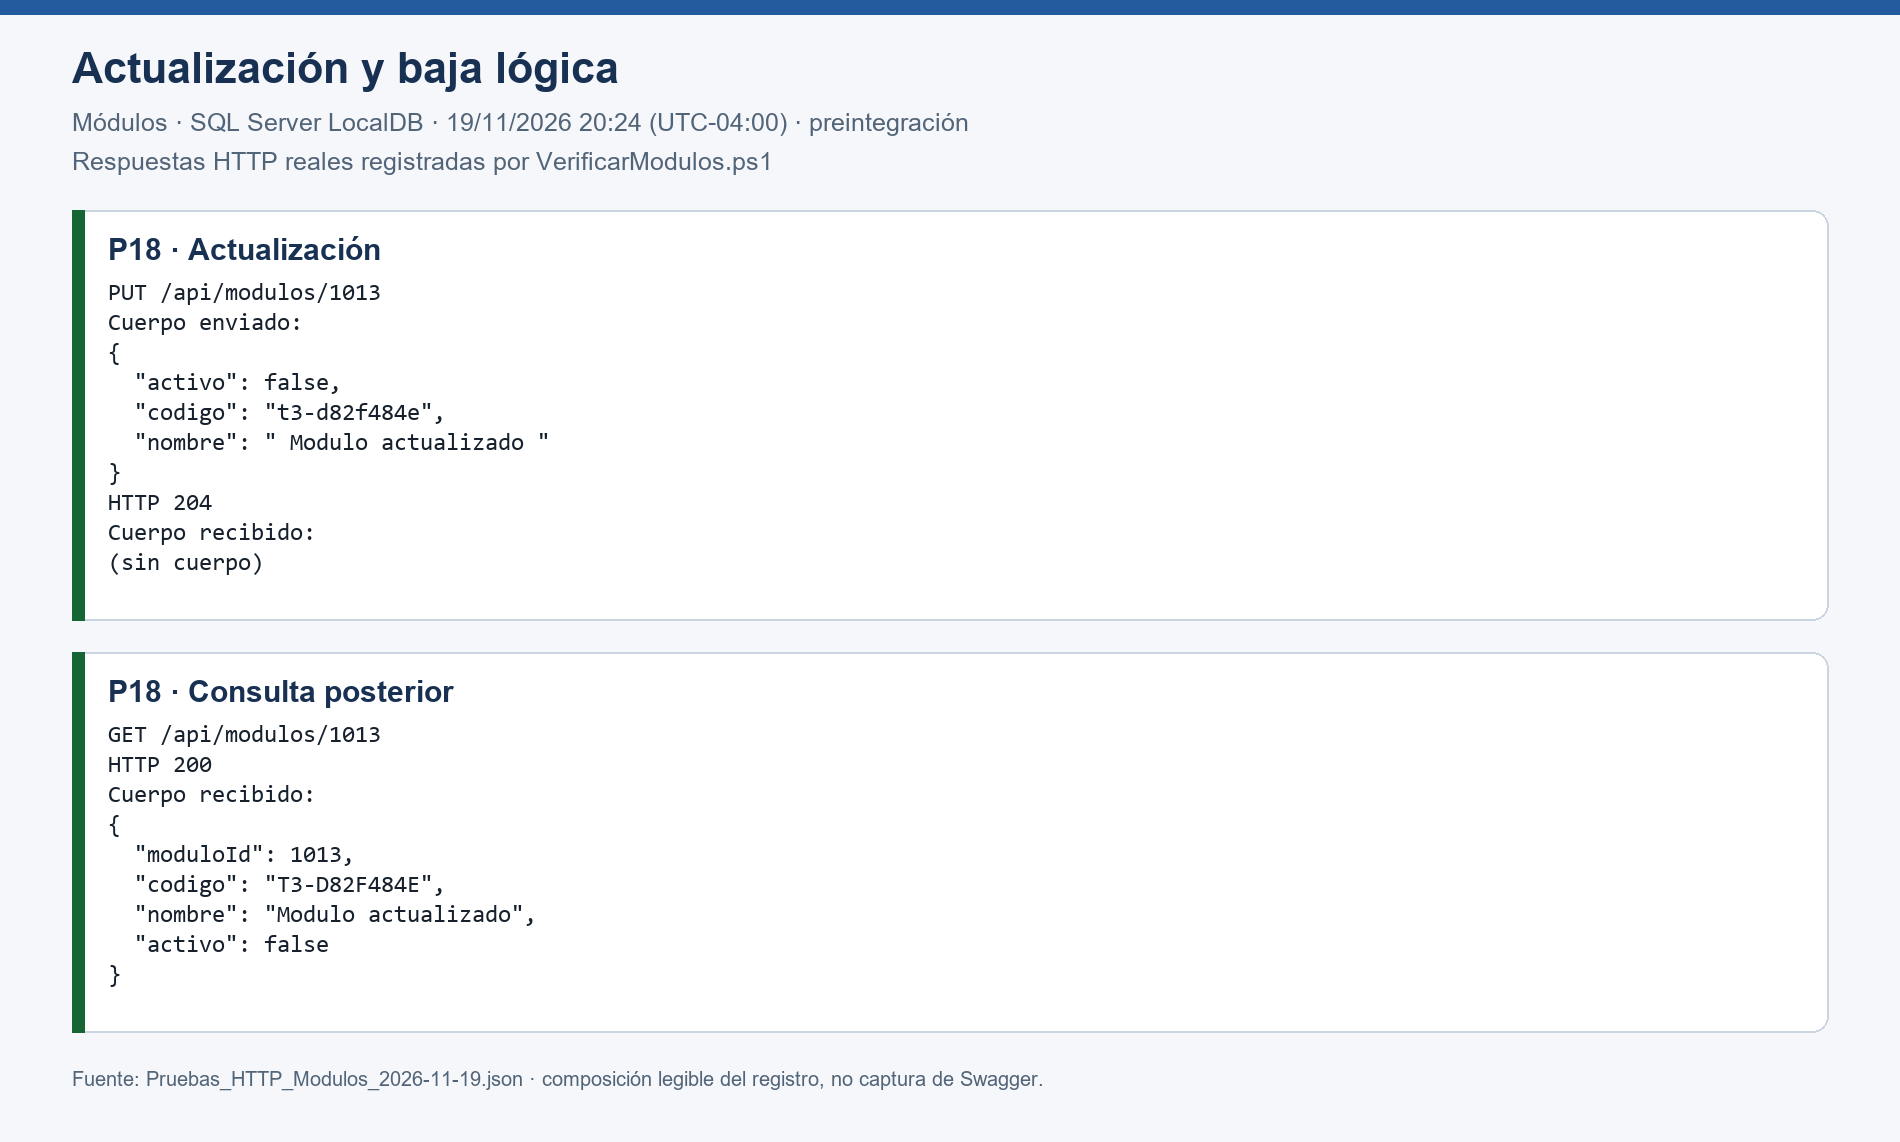 Actualización y baja lógica
Módulos · SQL Server LocalDB · 19/11/2026 20:24 (UTC-04:00) · preintegración
Respuestas HTTP reales registradas por VerificarModulos.ps1
P18 · Actualización
PUT /api/modulos/1013
Cuerpo enviado:
{
  "activo": false,
  "codigo": "t3-d82f484e",
  "nombre": " Modulo actualizado "
}
HTTP 204
Cuerpo recibido:
(sin cuerpo)
P18 · Consulta posterior
GET /api/modulos/1013
HTTP 200
Cuerpo recibido:
{
  "moduloId": 1013,
  "codigo": "T3-D82F484E",
  "nombre": "Modulo actualizado",
  "activo": false
}
Fuente: Pruebas_HTTP_Modulos_2026-11-19.json · composición legible del registro, no captura de Swagger.